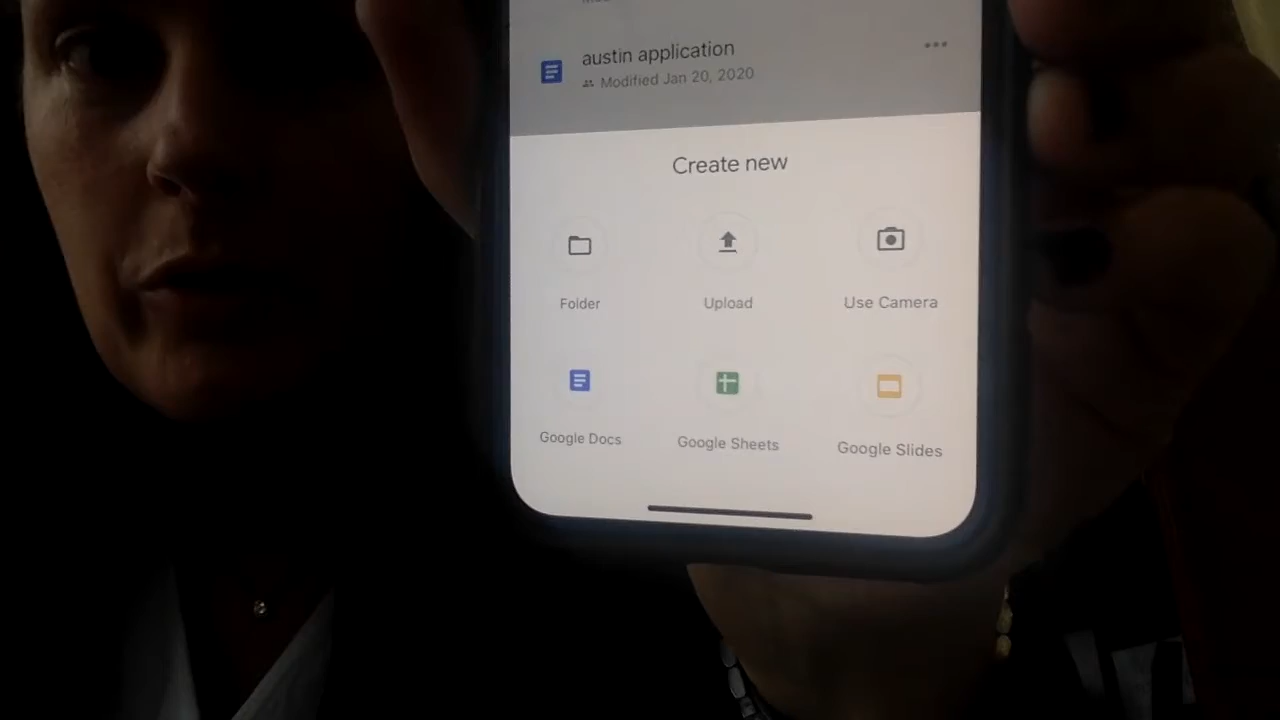 austin application
Modified Jan 20, 2020
Create new
Folder
Upload
Use Camera
Google Docs
Google Sheets
Google Slides